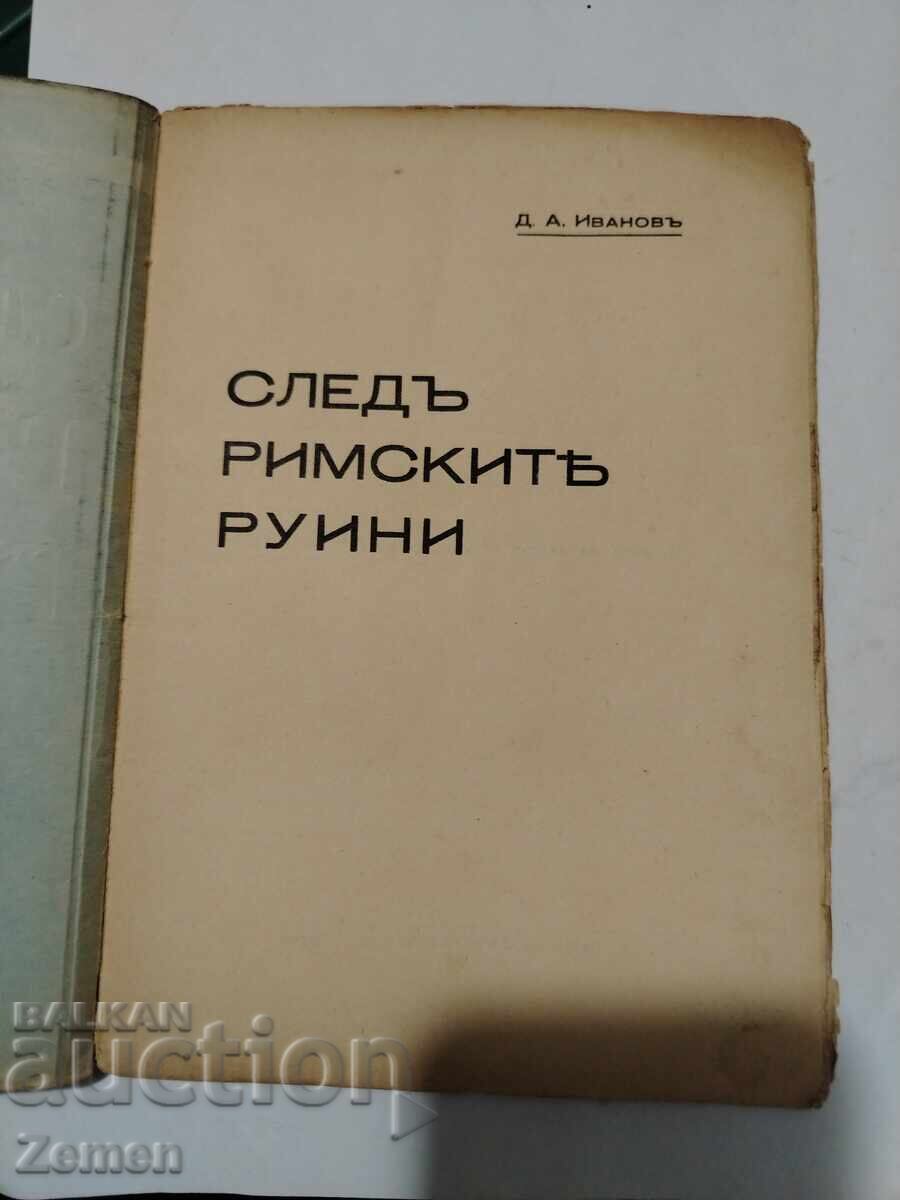 Д. А. ИВАНОВЪ
СЛЕДЪ
РИМСКИТѢ
РУИНИ
BALKAN
auction
Zemen